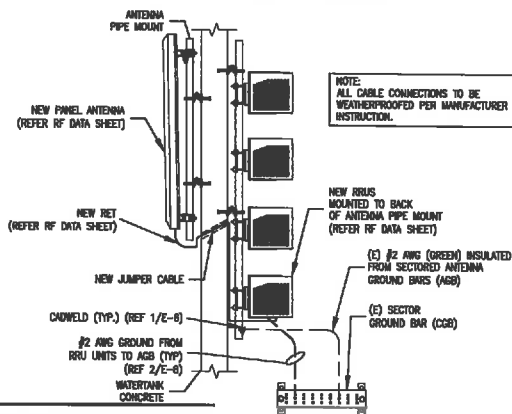 ANTENNA
PIPE MOUNT
NOTE:
ALL CABLE CONNECTIONS TO BE
WEATHERPROOFED PER MANUFACTURER
INSTRUCTION.
NEW PANEL ANTENNA
(REFER RF DATA SHEET)
NEW RRUS
MOUNTED TO BACK
OF ANTENNA PIPE MOUNT
(REFER RF DATA SHEET)
NEW RET
(REFER RF DATA SHEET)
(E) #2 AWG (GREEN) INSULATED
FROM SECTORED ANTENNA
GROUND BARS (AGB)
NEW JUMPER CABLE
(E) SECTOR
GROUND BAR (CGB)
CADWELD (TYP.) (REF 1/E-6)
#2 AWG GROUND FROM
RRU UNITS TO AGB (TYP)
(REF 2/E-6)
WATERTANK
CONCRETE